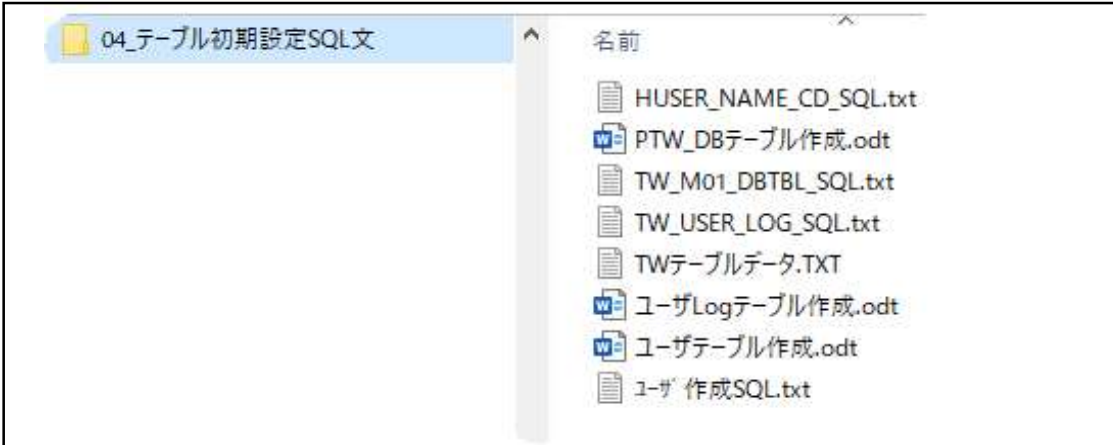 04_テーブル初期設定SQL文
名前
HUSER_NAME_CD_SQL.txt
PTW_DBテーブル作成.odt
TW_M01_DBTBL_SQL.txt
TW_USER_LOG_SQL.txt
TWテーブルデータ.TXT
ユーザLogテーブル作成.odt
ユーザテーブル作成.odt
ﾕｰｻﾞ作成SQL.txt